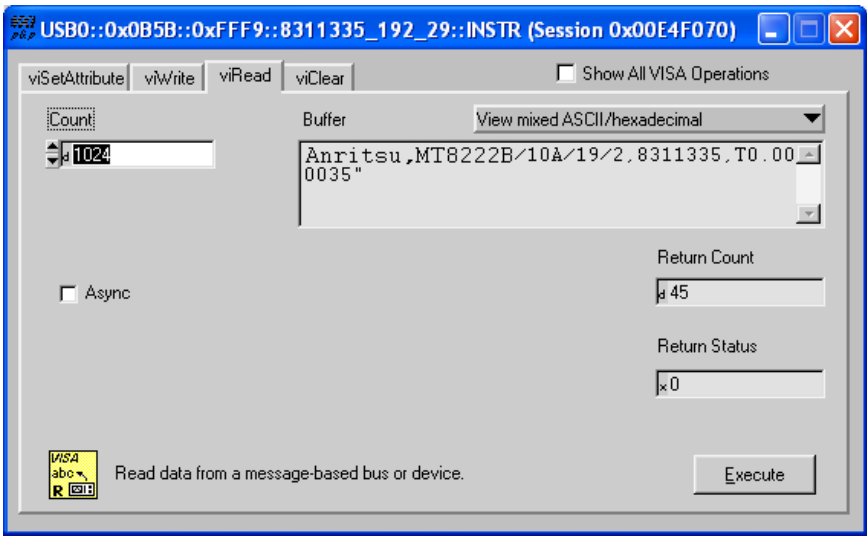 USB0::0x0B5B::0xFFF9::8311335_192_29::INSTR (Session 0x00E4F070)
viSetAttribute viWrite viRead viClear Show All VISA Operations
Count Buffer View mixed ASCII/hexadecimal
d 1024
Anritsu,MT8222B/10A/19/2,8311335,T0.00
0035"
Return Count
Async
d 45
Return Status
x 0
VISA
abc
R
Read data from a message-based bus or device.
Execute